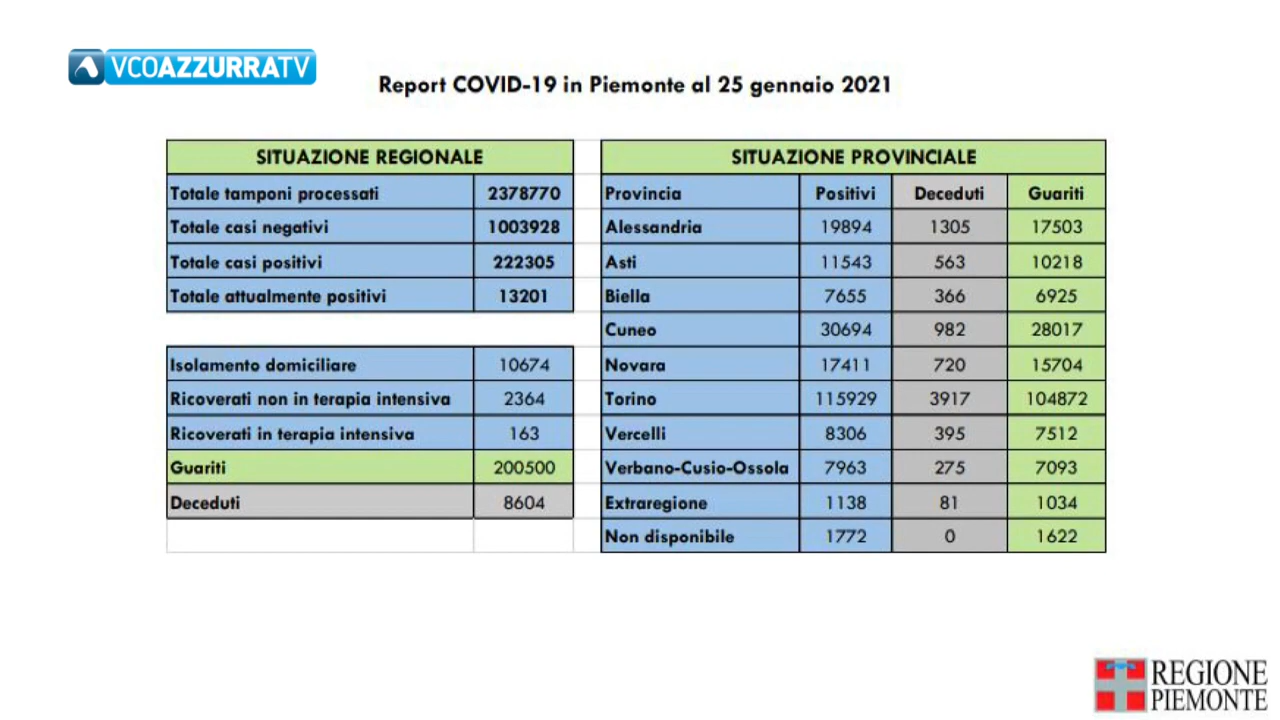 VCOAZZURRATV
Report COVID-19 in Piemonte al 25 gennaio 2021
SITUAZIONE REGIONALE
Totale tamponi processati 2378770
Totale casi negativi 1003928
Totale casi positivi 222305
Totale attualmente positivi 13201
Isolamento domiciliare 10674
Ricoverati non in terapia intensiva 2364
Ricoverati in terapia intensiva 163
Guariti 200500
Deceduti 8604
SITUAZIONE PROVINCIALE
Provincia Positivi Deceduti Guariti
Alessandria 19894 1305 17503
Asti 11543 563 10218
Biella 7655 366 6925
Cuneo 30694 982 28017
Novara 17411 720 15704
Torino 115929 3917 104872
Vercelli 8306 395 7512
Verbano-Cusio-Ossola 7963 275 7093
Extraregione 1138 81 1034
Non disponibile 1772 0 1622
REGIONE
PIEMONTE